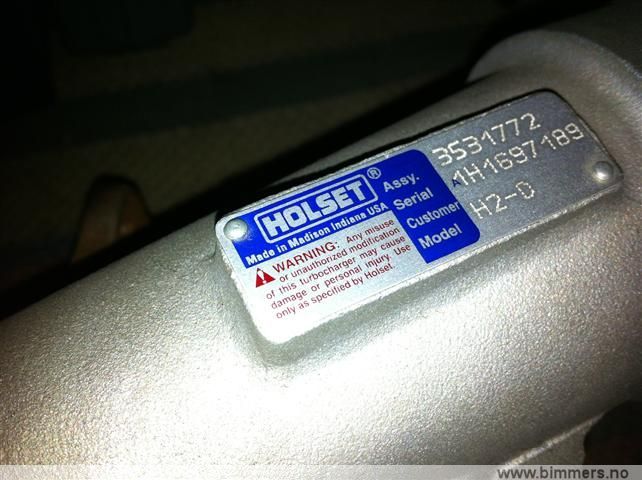 HOLSET®
Made in Madison Indiana USA
WARNING: Any misuse
or unauthorized modification
of this turbocharger may cause
damage or personal injury. Use
only as specified by Holset.
Assy. 3531772
Serial 1H1697189
Customer A
Model H2-D
www.bimmers.no